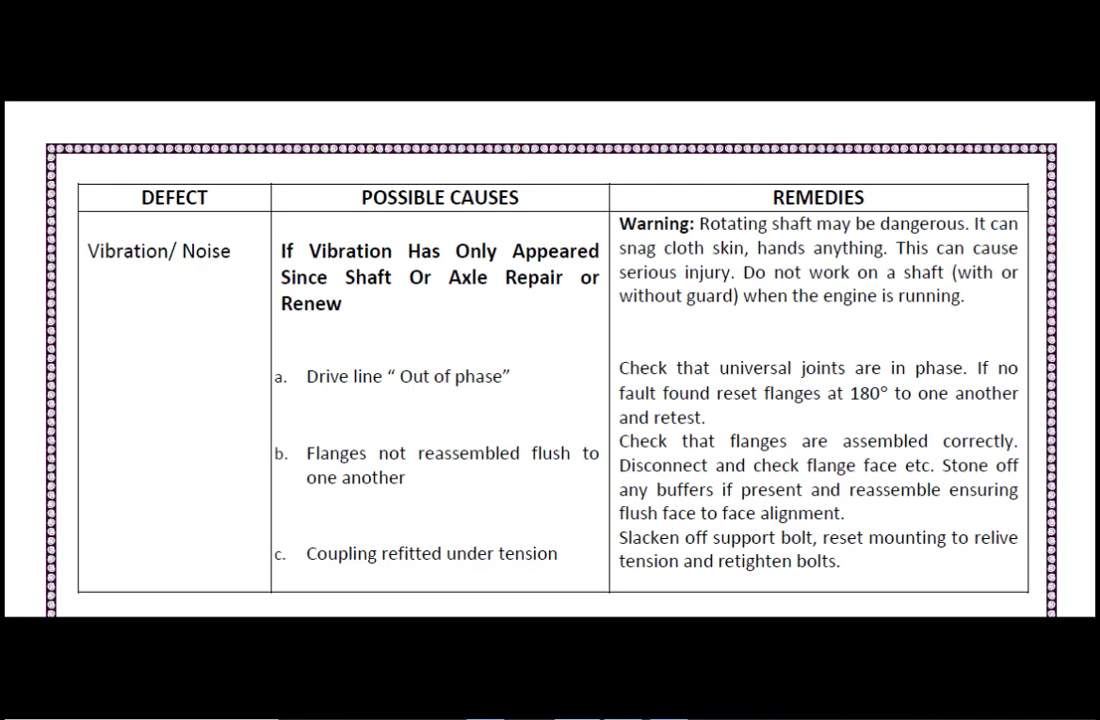 DEFECT
POSSIBLE CAUSES
REMEDIES
Vibration/ Noise
If Vibration Has Only Appeared
Since Shaft Or Axle Repair or
Renew
Warning: Rotating shaft may be dangerous. It can
snag cloth skin, hands anything. This can cause
serious injury. Do not work on a shaft (with or
without guard) when the engine is running.
a. Drive line “ Out of phase”
Check that universal joints are in phase. If no
fault found reset flanges at 180° to one another
and retest.
b. Flanges not reassembled flush to
one another
Check that flanges are assembled correctly.
Disconnect and check flange face etc. Stone off
any buffers if present and reassemble ensuring
flush face to face alignment.
c. Coupling refitted under tension
Slacken off support bolt, reset mounting to relive
tension and retighten bolts.